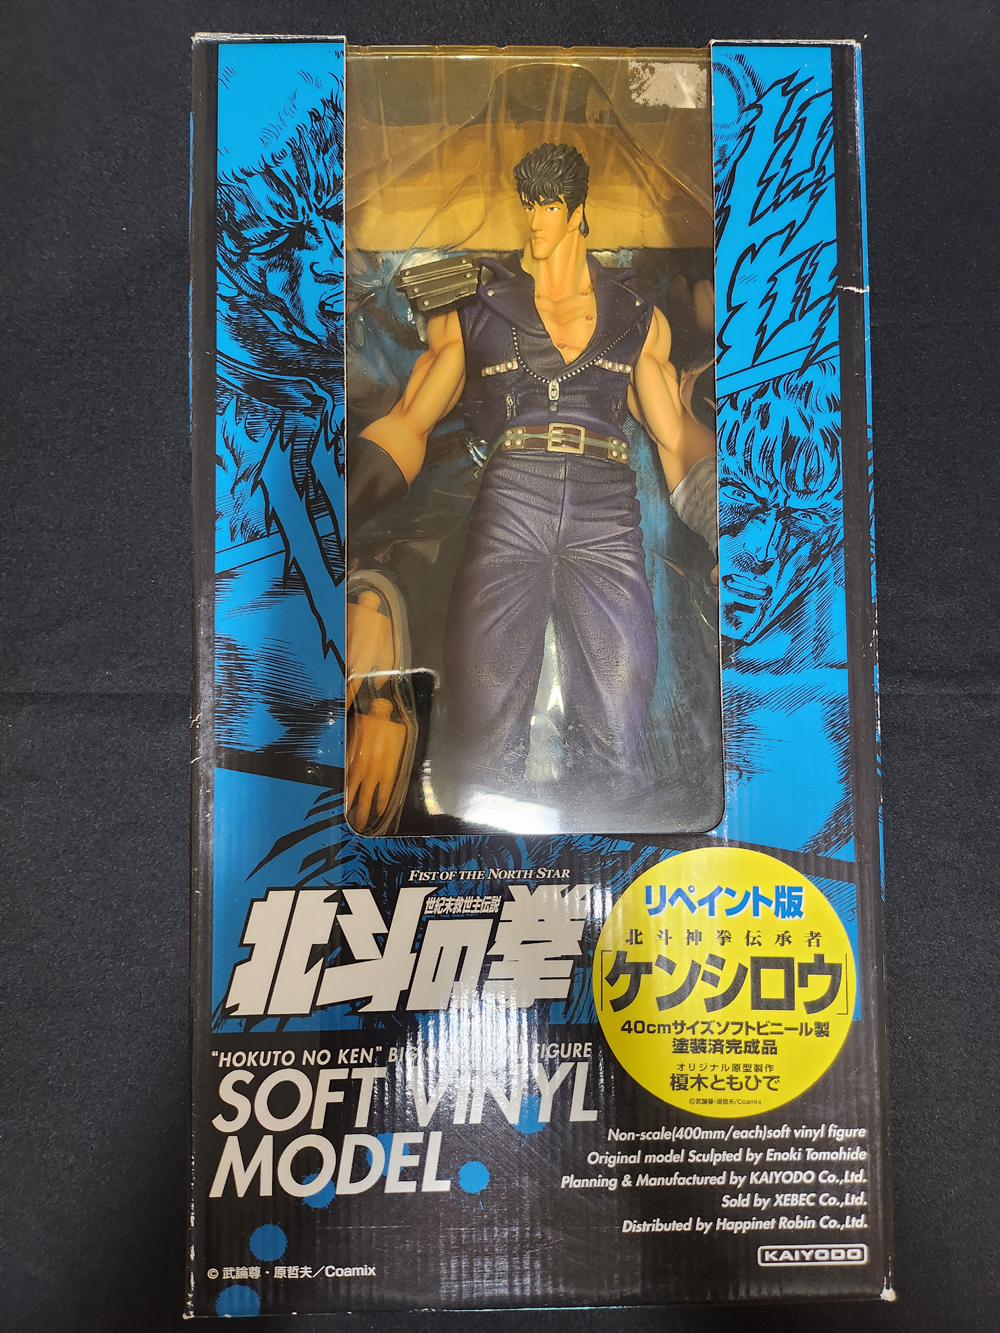 FIST OF THE NORTH STAR
世紀末救世主伝説
北斗の拳
リペイント版
北斗神拳伝承者
「ケンシロウ」
40cmサイズソフトビニール製
塗装済完成品
オリジナル原型製作
榎木ともひで
©武論尊・原哲夫/Coamix
"HOKUTO NO KEN" BIG FIGURE
SOFT VINYL
MODEL
Non-scale(400mm/each)soft vinyl figure
Original model Sculpted by Enoki Tomohide
Planning & Manufactured by KAIYODO Co.,Ltd.
Sold by XEBEC Co.,Ltd.
Distributed by Happinet Robin Co.,Ltd.
KAIYODO
© 武論尊・原哲夫/Coamix